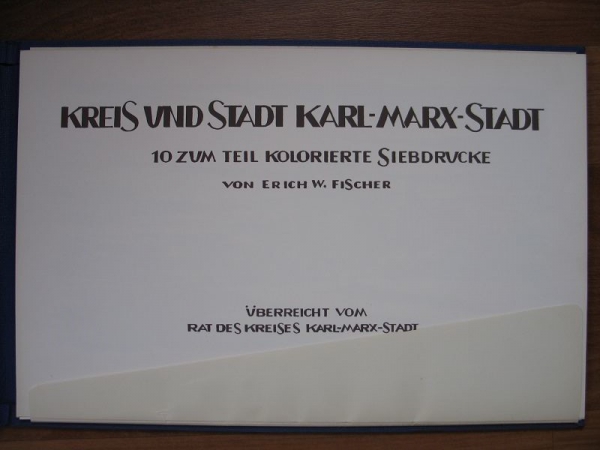 KREIS UND STADT KARL-MARX-STADT
10 ZUM TEIL KOLORIERTE SIEBDRUCKE
VON ERICH W. FISCHER
ÜBERREICHT VOM
RAT DES KREISES KARL-MARX-STADT